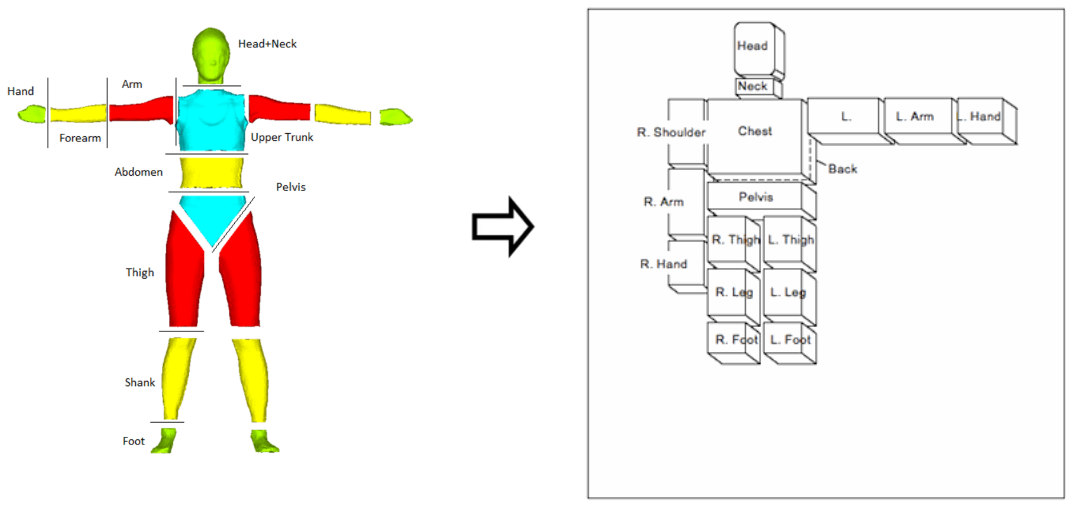 Head+Neck
Arm
Hand
Forearm
Upper Trunk
Abdomen
Pelvis
Thigh
Shank
Foot
Head
Neck
R. Shoulder
Chest
L.
L. Arm
L. Hand
Back
R. Arm
Pelvis
R. Thigh
L. Thigh
R. Hand
R. Leg
L. Leg
R. Foot
L. Foot